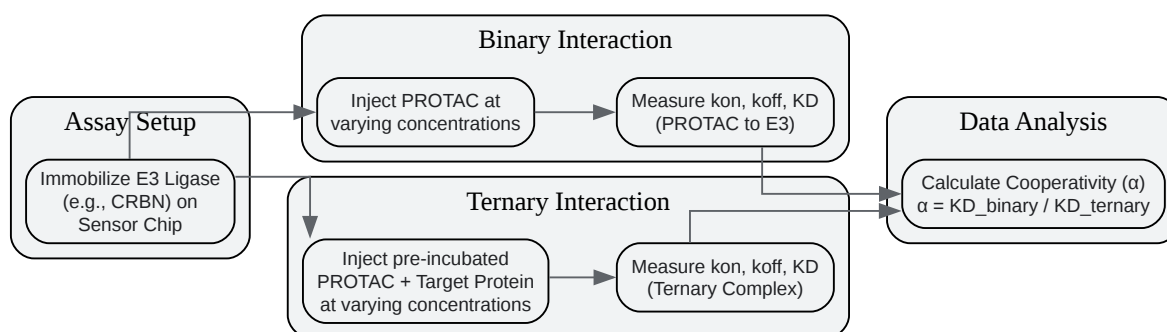 Assay Setup
Immobilize E3 Ligase
(e.g., CRBN) on
Sensor Chip
Binary Interaction
Inject PROTAC at
varying concentrations
Measure kon, koff, KD
(PROTAC to E3)
Ternary Interaction
Inject pre-incubated
PROTAC + Target Protein
at varying concentrations
Measure kon, koff, KD
(Ternary Complex)
Data Analysis
Calculate Cooperativity (α)
α = KD_binary / KD_ternary